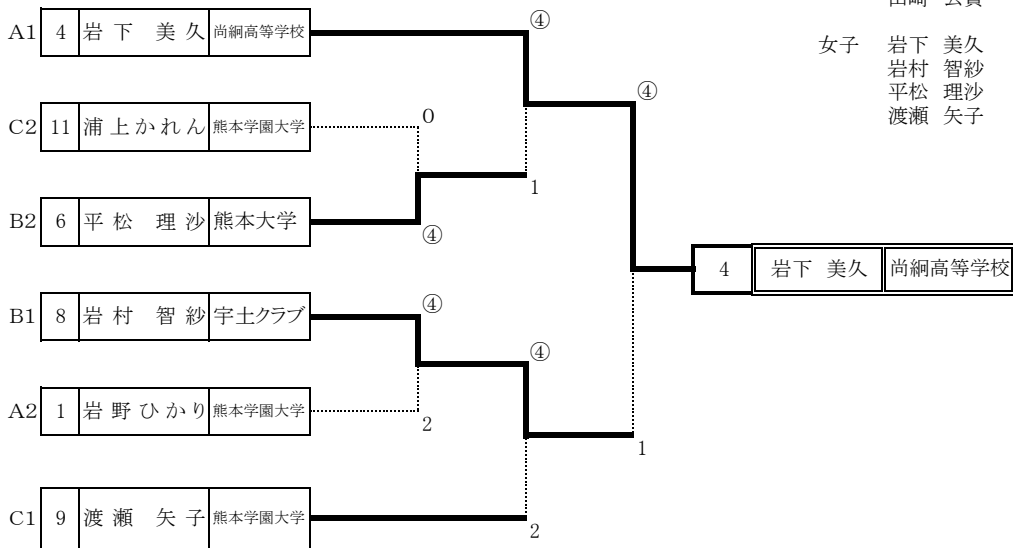 A1 4 岩下 美久 尚絅高等学校 ④
女子 岩下 美久
岩村 智紗
平松 理沙
渡瀬 矢子
④
C2 11 浦上かれん 熊本学園大学 0
1
B2 6 平松 理沙 熊本大学 ④
4 岩下 美久 尚絅高等学校
B1 8 岩村 智紗 宇土クラブ ④
④
A2 1 岩野ひかり 熊本学園大学 2
1
C1 9 渡瀬 矢子 熊本学園大学 2